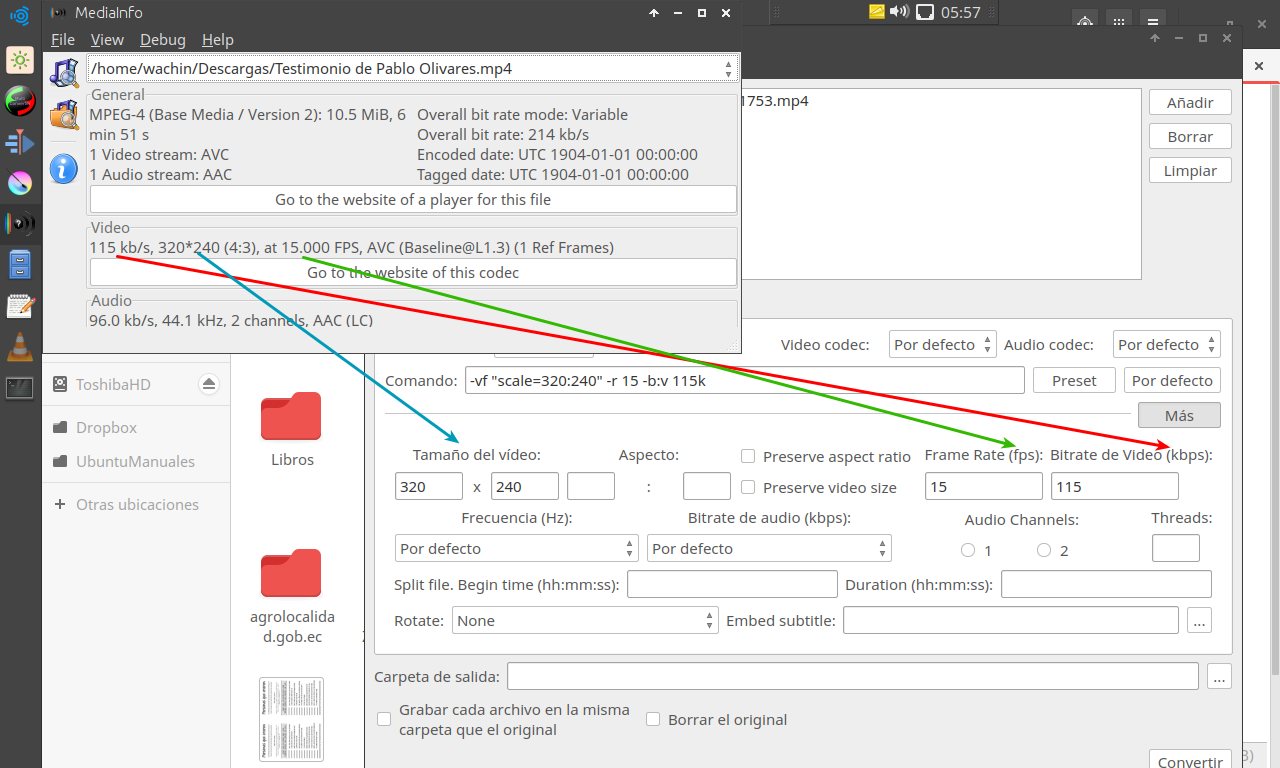 MediaInfo
05:57
File View Debug Help
/home/wachin/Descargas/Testimonio de Pablo Olivares.mp4
General
MPEG-4 (Base Media / Version 2): 10.5 MiB, 6
min 51 s
1 Video stream: AVC
1 Audio stream: AAC
Overall bit rate mode: Variable
Overall bit rate: 214 kb/s
Encoded date: UTC 1904-01-01 00:00:00
Tagged date: UTC 1904-01-01 00:00:00
Go to the website of a player for this file
Video
115 kb/s, 320*240 (4:3), at 15.000 FPS, AVC (Baseline@L1.3) (1 Ref Frames)
Go to the website of this codec
Audio
96.0 kb/s, 44.1 kHz, 2 channels, AAC (LC)
1753.mp4
Añadir
Borrar
Limpiar
ToshibaHD
Dropbox
UbuntuManuales
Otras ubicaciones
Libros
agrolocalida
d.gob.ec
Video codec: Por defecto Audio codec: Por defecto
Comando: -vf "scale=320:240" -r 15 -b:v 115k Preset Por defecto
Más
Tamaño del vídeo: Aspecto: Preserve aspect ratio Frame Rate (fps): Bitrate de Video (kbps):
320 x 240 : Preserve video size 15 115
Frecuencia (Hz): Bitrate de audio (kbps): Audio Channels: Threads:
Por defecto Por defecto 1 2
Split file. Begin time (hh:mm:ss): Duration (hh:mm:ss):
Rotate: None Embed subtitle: ...
Carpeta de salida: ...
Grabar cada archivo en la misma
carpeta que el original
Borrar el original
Convertir